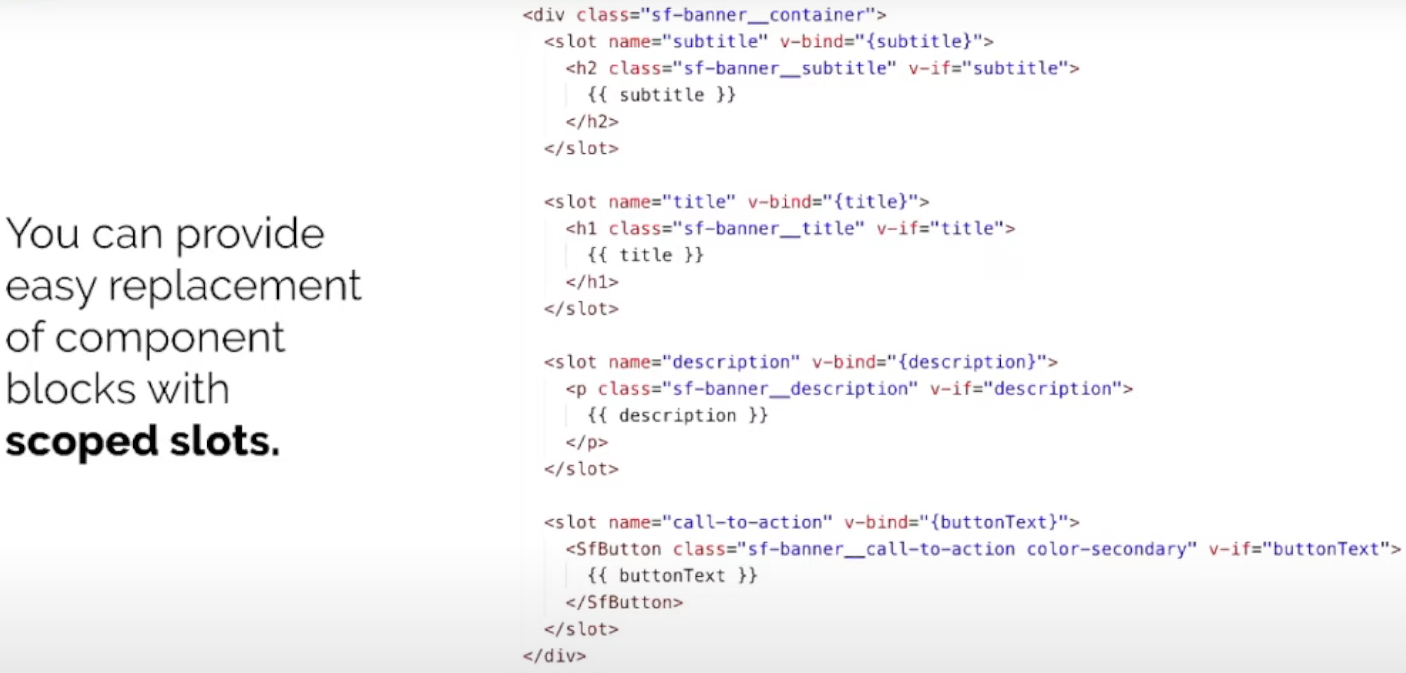 You can provide
easy replacement
of component
blocks with
scoped slots.
<div class="sf-banner__container">
<slot name="subtitle" v-bind="{subtitle}">
<h2 class="sf-banner__subtitle" v-if="subtitle">
{{ subtitle }}
</h2>
</slot>
<slot name="title" v-bind="{title}">
<h1 class="sf-banner__title" v-if="title">
{{ title }}
</h1>
</slot>
<slot name="description" v-bind="{description}">
<p class="sf-banner__description" v-if="description">
{{ description }}
</p>
</slot>
<slot name="call-to-action" v-bind="{buttonText}">
<SfButton class="sf-banner__call-to-action color-secondary" v-if="buttonText">
{{ buttonText }}
</SfButton>
</slot>
</div>